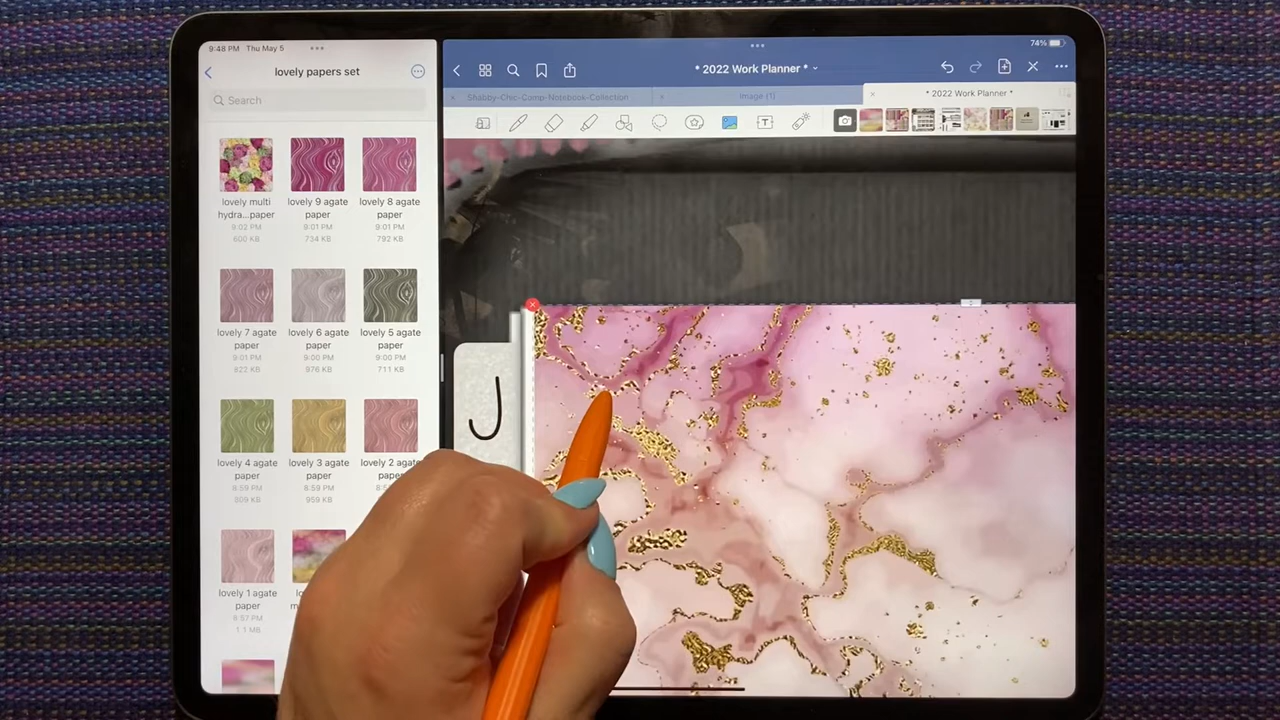 9:48 PM Thu May 5
lovely papers set
Search
lovely multi hydra...paper
9:02 PM
600 KB
lovely 9 agate paper
9:01 PM
734 KB
lovely 8 agate paper
9:01 PM
792 KB
lovely 7 agate paper
9:01 PM
822 KB
lovely 6 agate paper
9:00 PM
976 KB
lovely 5 agate paper
9:00 PM
711 KB
lovely 4 agate paper
8:59 PM
809 KB
lovely 3 agate paper
8:59 PM
959 KB
lovely 2 agate
lovely 1 agate paper
8:57 PM
1.1 MB
74%
* 2022 Work Planner *
Shabby-Chic-Comp-Notebook-Collection
Image (1)
* 2022 Work Planner *
T
J